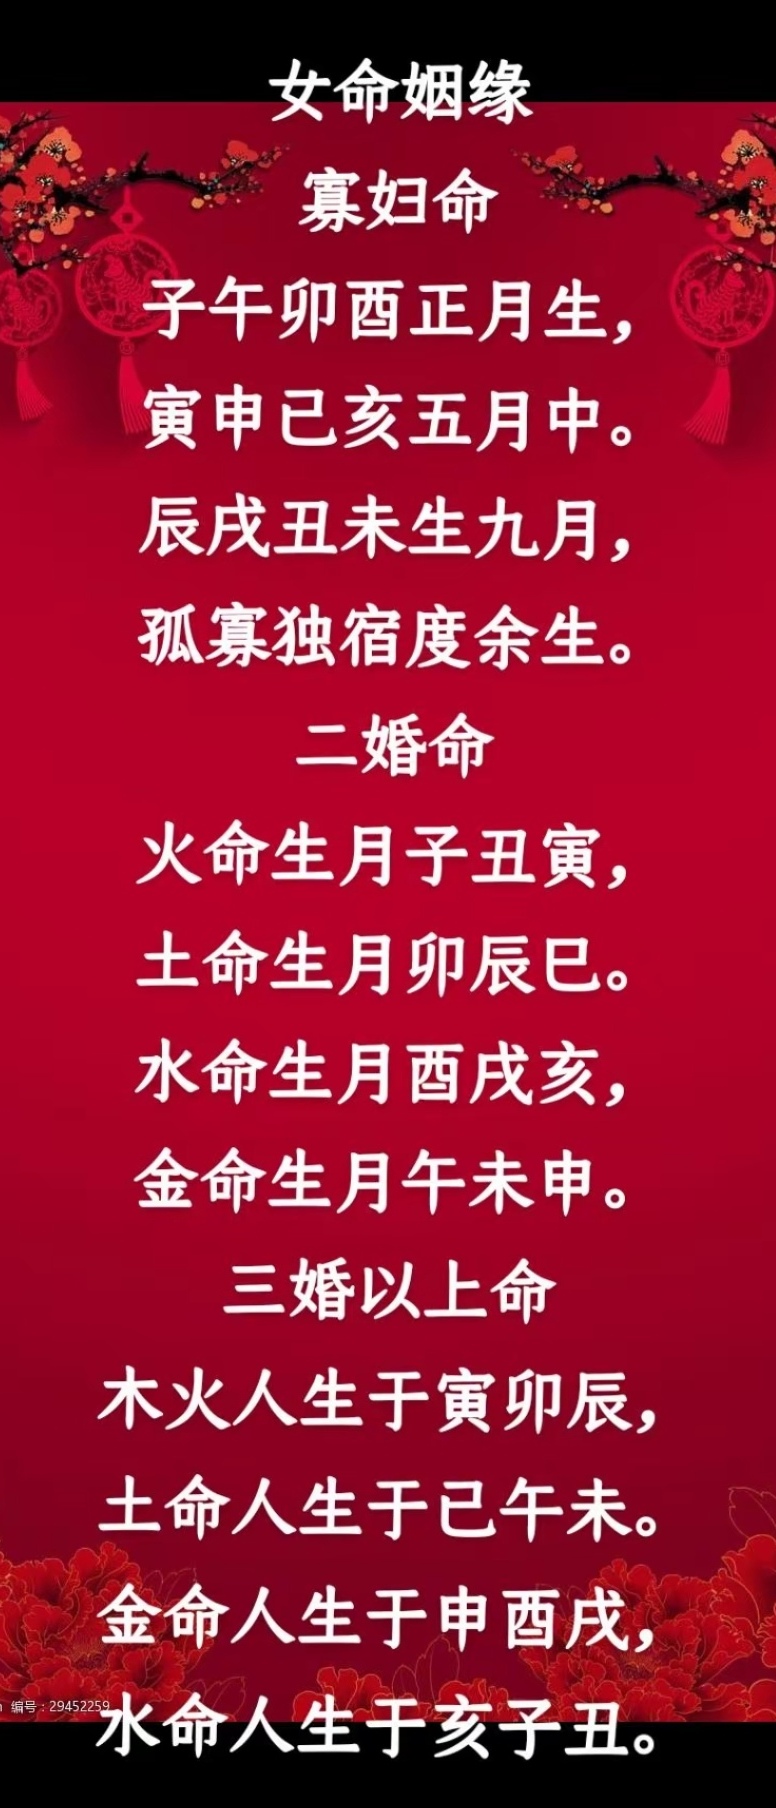 女命姻缘
寡妇命
子午卯酉正月生，
寅申已亥五月中。
辰戌丑未生九月，
孤寡独宿度余生。
二婚命
火命生月子丑寅，
土命生月卯辰巳。
水命生月酉戌亥，
金命生月午未申。
三婚以上命
木火人生于寅卯辰，
土命人生于已午未。
金命人生于申酉戌，
编号：29452259
水命人生于亥子丑。